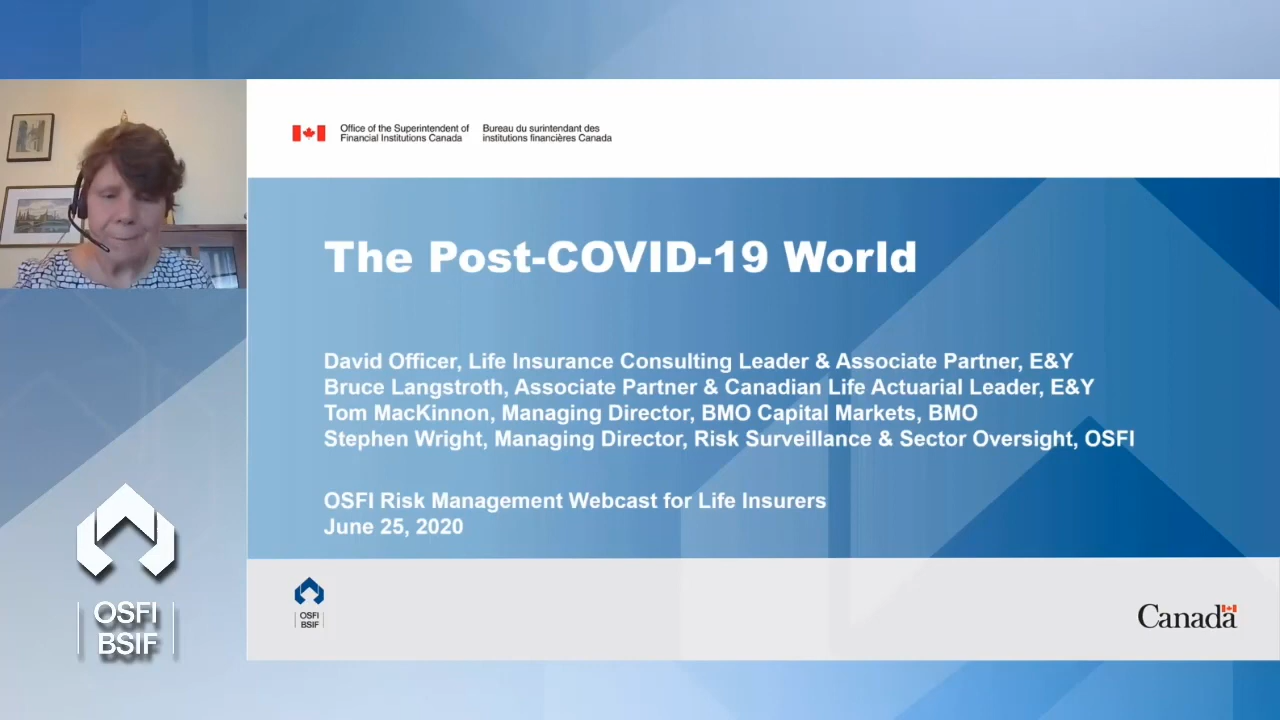 Office of the Superintendent of
Financial Institutions Canada
Bureau du surintendant des
institutions financières Canada
The Post-COVID-19 World
David Officer, Life Insurance Consulting Leader & Associate Partner, E&Y
Bruce Langstroth, Associate Partner & Canadian Life Actuarial Leader, E&Y
Tom MacKinnon, Managing Director, BMO Capital Markets, BMO
Stephen Wright, Managing Director, Risk Surveillance & Sector Oversight, OSFI
OSFI Risk Management Webcast for Life Insurers
June 25, 2020
OSFI
BSIF
OSFI
BSIF
Canada